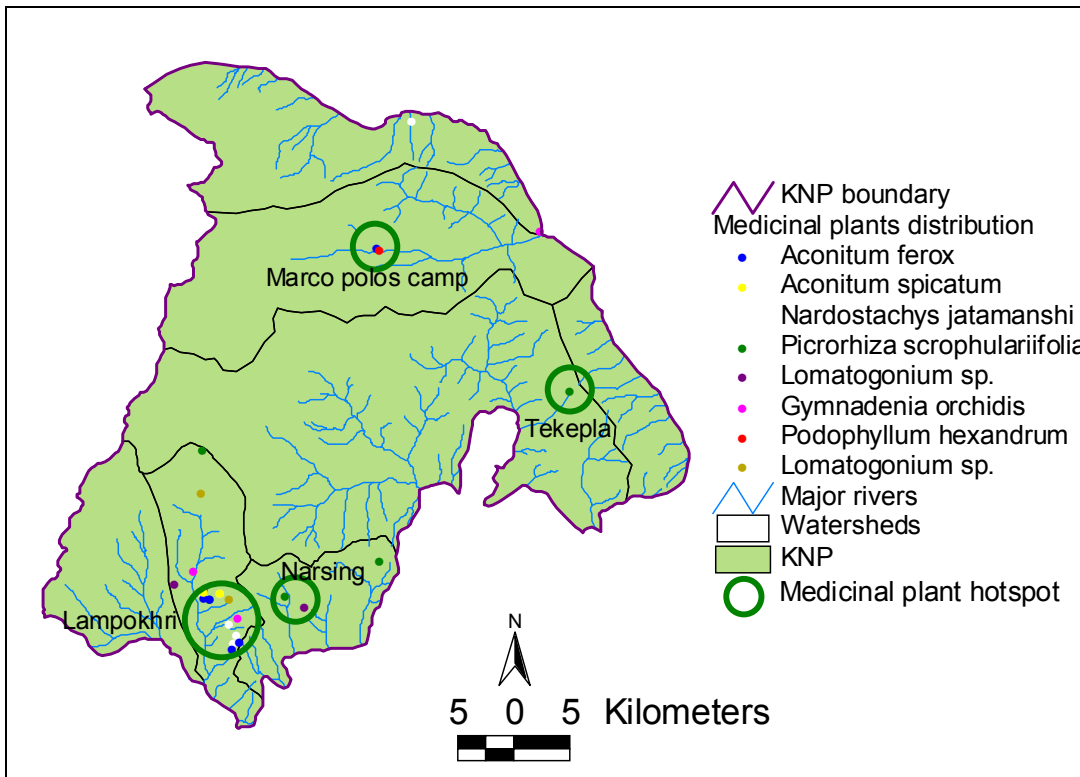 KNP boundary
Medicinal plants distribution
Aconitum ferox
Aconitum spicatum
Nardostachys jatamanshi
Picrorhiza scrophulariifolia
Lomatogonium sp.
Gymnadenia orchidis
Podophyllum hexandrum
Lomatogonium sp.
Major rivers
Watersheds
KNP
Medicinal plant hotspot
Marco polos camp
Tekepla
Narsing
Lampokhri
N
5 0 5 Kilometers